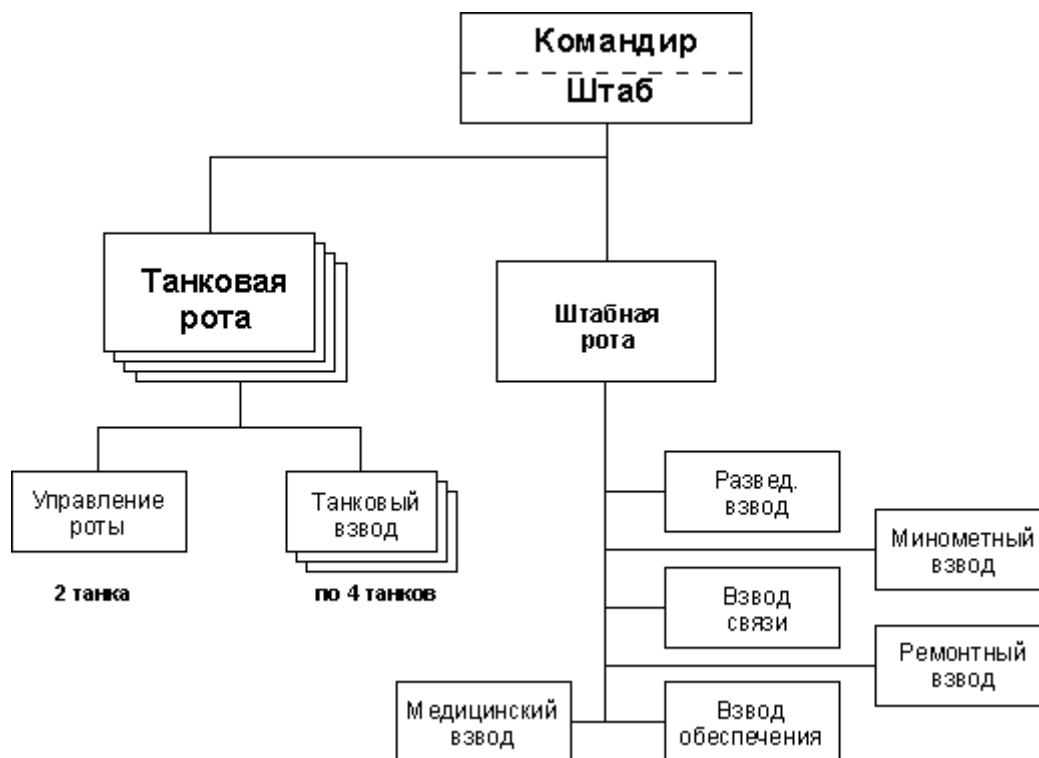 Командир
Штаб
Танковая
рота
Штабная
рота
Управление
роты
2 танка
Танковый
взвод
по 4 танков
Развед.
взвод
Минометный
взвод
Взвод
связи
Ремонтный
взвод
Медицинский
взвод
Взвод
обеспечения